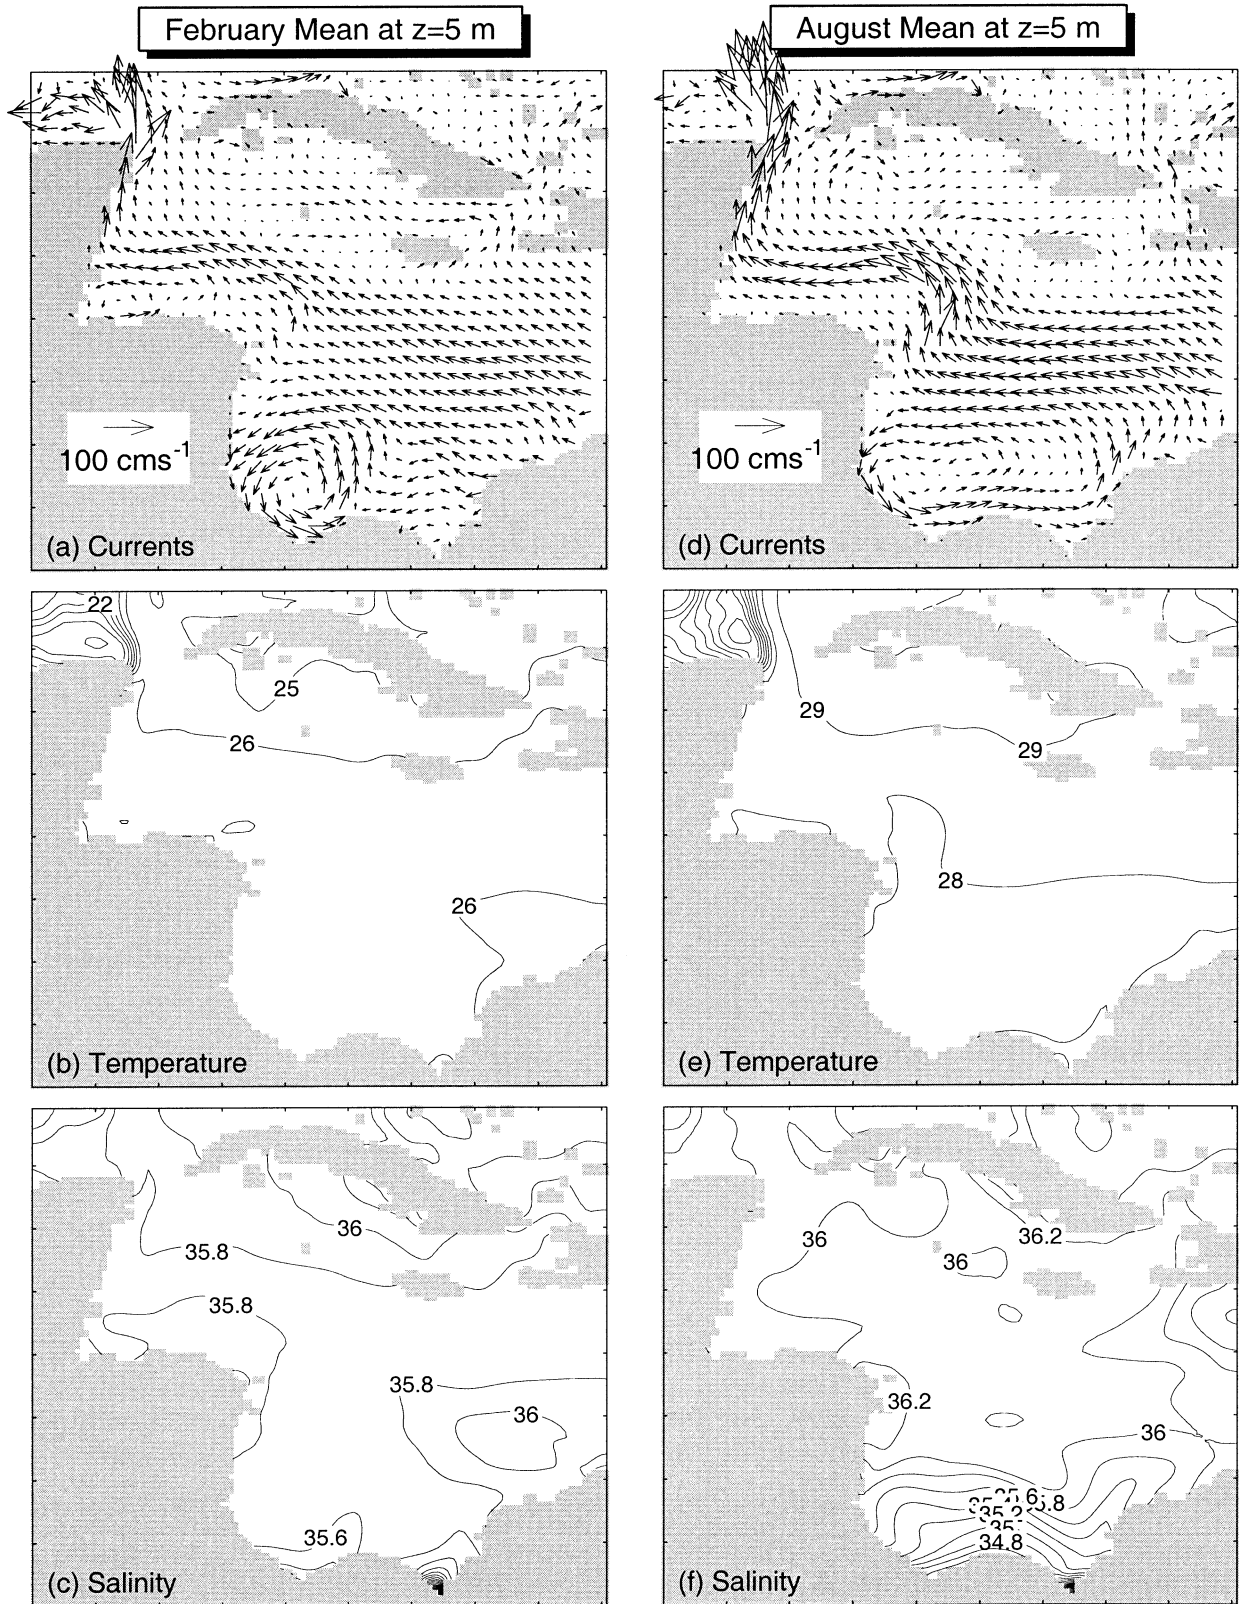 February Mean at z=5 m
August Mean at z=5 m
100 cms-1
(a) Currents
100 cms-1
(d) Currents
22
25
26
26
(b) Temperature
29
29
28
(e) Temperature
36
35.8
35.8
35.8
36
35.6
(c) Salinity
36
36.2
36
36.2
36
34.8
(f) Salinity